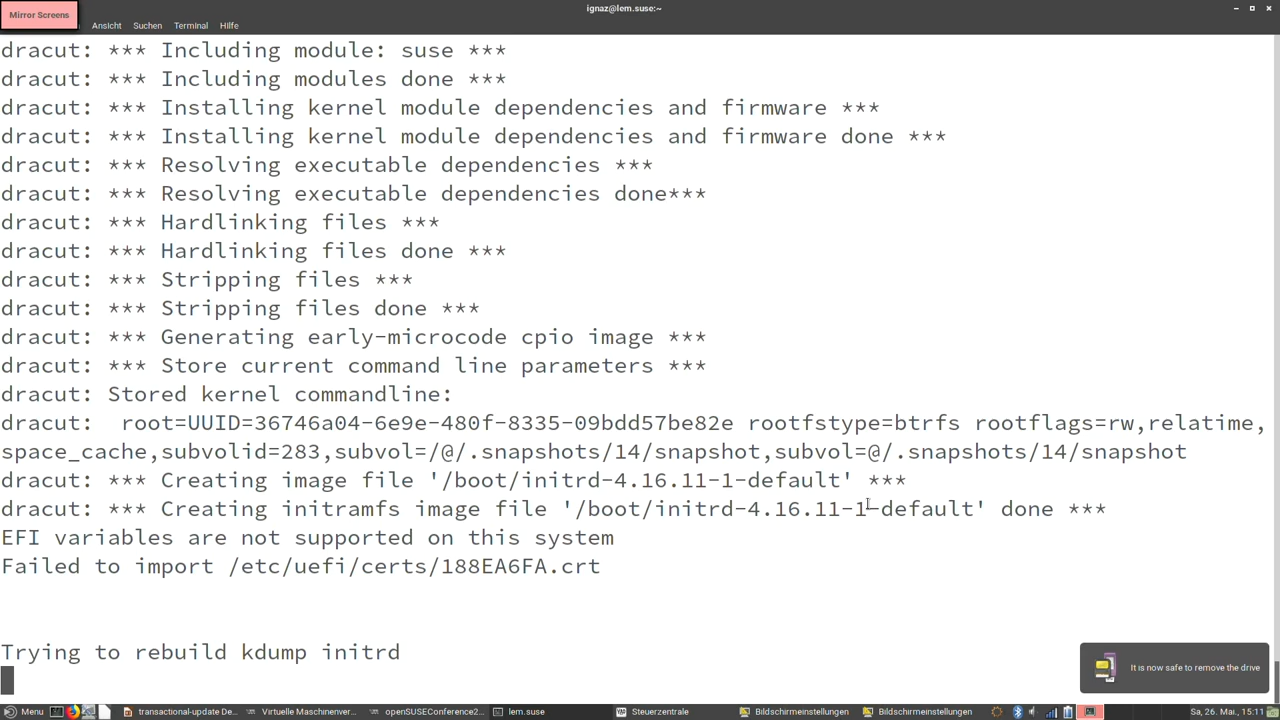 Mirror Screens
ignaz@lem.suse:~
Ansicht Suchen Terminal Hilfe
dracut: *** Including module: suse ***
dracut: *** Including modules done ***
dracut: *** Installing kernel module dependencies and firmware ***
dracut: *** Installing kernel module dependencies and firmware done ***
dracut: *** Resolving executable dependencies ***
dracut: *** Resolving executable dependencies done***
dracut: *** Hardlinking files ***
dracut: *** Hardlinking files done ***
dracut: *** Stripping files ***
dracut: *** Stripping files done ***
dracut: *** Generating early-microcode cpio image ***
dracut: *** Store current command line parameters ***
dracut: Stored kernel commandline:
dracut:  root=UUID=36746a04-6e9e-480f-8335-09bdd57be82e rootfstype=btrfs rootflags=rw,relatime,
space_cache,subvolid=283,subvol=/@/.snapshots/14/snapshot,subvol=@/.snapshots/14/snapshot
dracut: *** Creating image file '/boot/initrd-4.16.11-1-default' ***
dracut: *** Creating initramfs image file '/boot/initrd-4.16.11-1-default' done ***
EFI variables are not supported on this system
Failed to import /etc/uefi/certs/188EA6FA.crt
Trying to rebuild kdump initrd
It is now safe to remove the drive
Menu transactional-update De... Virtuelle Maschinenver... openSUSEConference2... lem.suse Steuerzentrale Bildschirmeinstellungen Bildschirmeinstellungen Sa, 26. Mai., 15:11